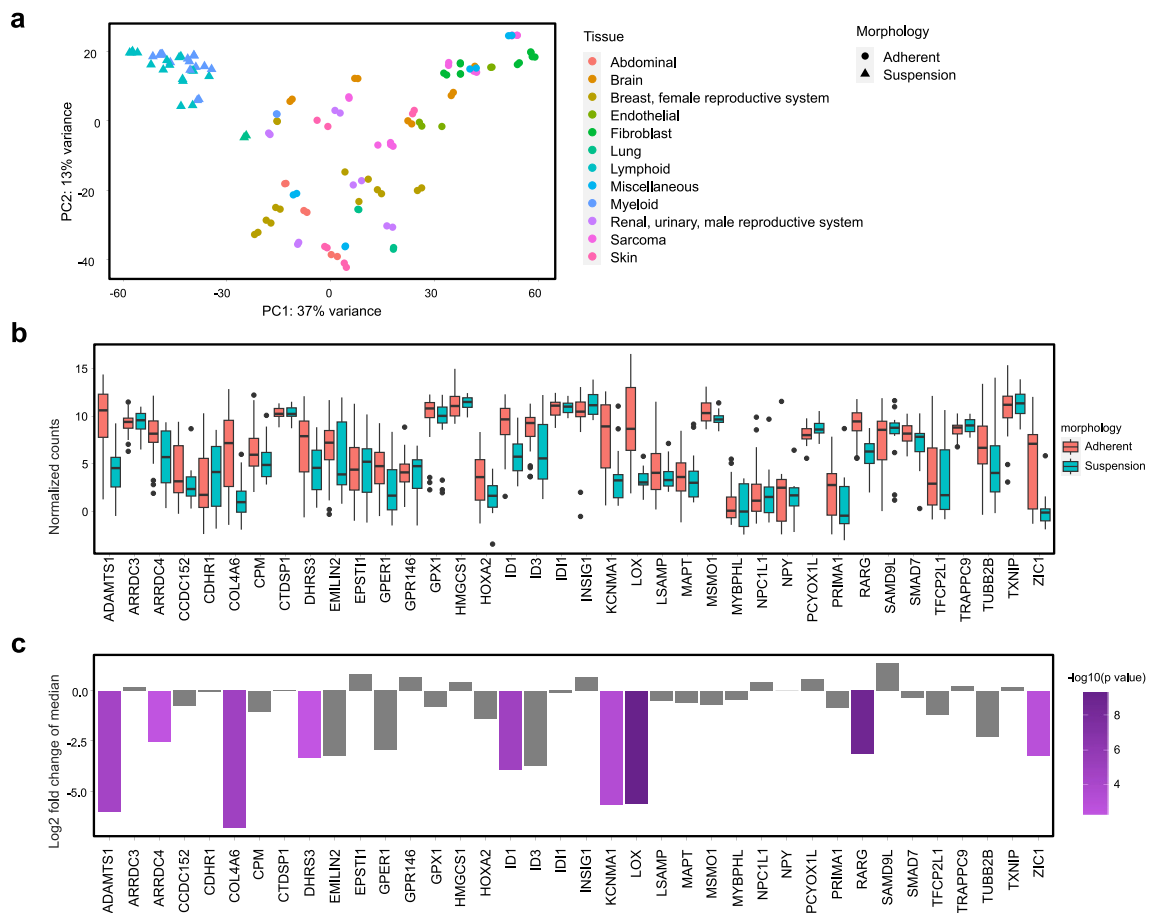 a
20
0
-20
-40
-60
-30
0
30
60
PC2: 13% variance
PC1: 37% variance
Tissue
Abdominal
Brain
Breast, female reproductive system
Endothelial
Fibroblast
Lung
Lymphoid
Miscellaneous
Myeloid
Renal, urinary, male reproductive system
Sarcoma
Skin
Morphology
Adherent
Suspension
b
15
10
5
0
Normalized counts
morphology
Adherent
Suspension
ADAMTS1
ARRDC3
ARRDC4
CCDC152
CDHR1
COL4A6
CPM
CTDSP1
DHRS3
EMILIN2
EPSTI1
GPER1
GPR146
GPX1
HMGCS1
HOXA2
ID1
ID3
IDI1
INSIG1
KCNMA1
LOX
LSAMP
MAPT
MSMO1
MYBPHL
NPC1L1
NPY
PCYOX1L
PRIMA1
RARG
SAMD9L
SMAD7
TFCP2L1
TRAPPC9
TUBB2B
TXNIP
ZIC1
c
0.0
-2.5
-5.0
Log2 fold change of median
-log10(p value)
8
6
4
ADAMTS1
ARRDC3
ARRDC4
CCDC152
CDHR1
COL4A6
CPM
CTDSP1
DHRS3
EMILIN2
EPSTI1
GPER1
GPR146
GPX1
HMGCS1
HOXA2
ID1
ID3
IDI1
INSIG1
KCNMA1
LOX
LSAMP
MAPT
MSMO1
MYBPHL
NPC1L1
NPY
PCYOX1L
PRIMA1
RARG
SAMD9L
SMAD7
TFCP2L1
TRAPPC9
TUBB2B
TXNIP
ZIC1